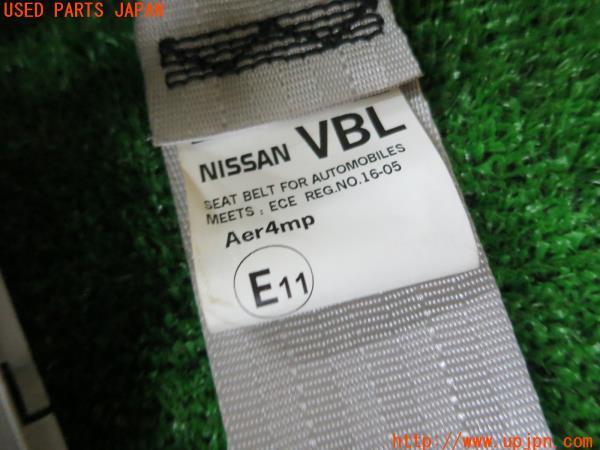 USED PARTS JAPAN
NISSAN VBL
SEAT BELT FOR AUTOMOBILES
MEETS : ECE REG.NO.16-05
Aer4mp
E11
http://www.upjpn.com/